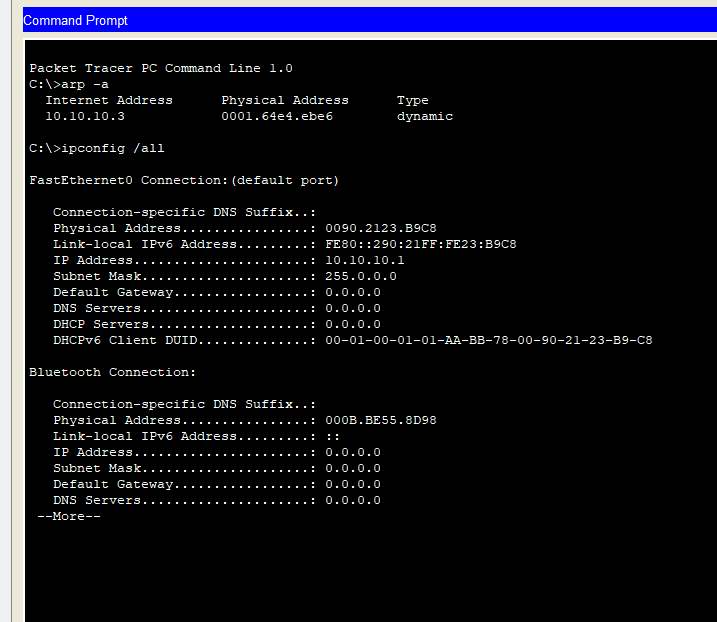 Command Prompt
Packet Tracer PC Command Line 1.0
C:\>arp -a
  Internet Address      Physical Address      Type
  10.10.10.3            0001.64e4.ebe6        dynamic
C:\>ipconfig /all
FastEthernet0 Connection:(default port)
   Connection-specific DNS Suffix..:
   Physical Address................: 0090.2123.B9C8
   Link-local IPv6 Address.........: FE80::290:21FF:FE23:B9C8
   IP Address......................: 10.10.10.1
   Subnet Mask.....................: 255.0.0.0
   Default Gateway.................: 0.0.0.0
   DNS Servers.....................: 0.0.0.0
   DHCP Servers....................: 0.0.0.0
   DHCPv6 Client DUID..............: 00-01-00-01-01-AA-BB-78-00-90-21-23-B9-C8
Bluetooth Connection:
   Connection-specific DNS Suffix..:
   Physical Address................: 000B.BE55.8D98
   Link-local IPv6 Address.........: ::
   IP Address......................: 0.0.0.0
   Subnet Mask.....................: 0.0.0.0
   Default Gateway.................: 0.0.0.0
   DNS Servers.....................: 0.0.0.0
 --More--